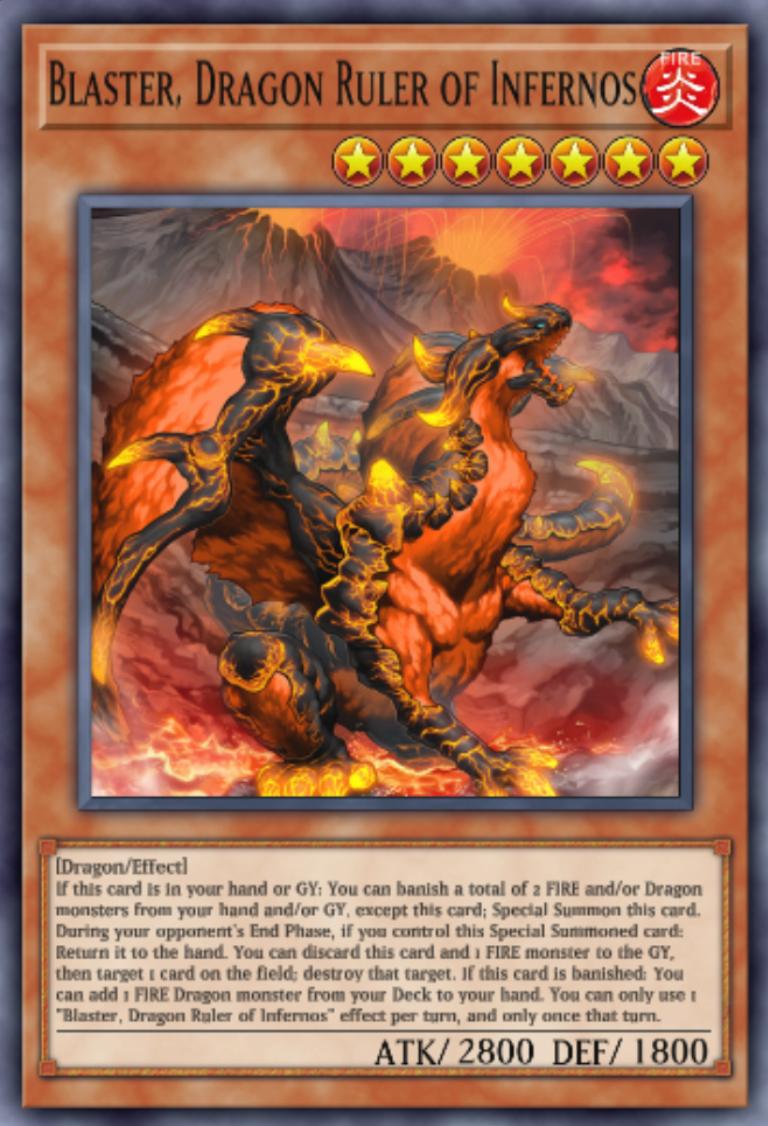 Blaster, Dragon Ruler of Infernos
FIRE
炎
[Dragon/Effect]
If this card is in your hand or GY: You can banish a total of 2 FIRE and/or Dragon
monsters from your hand and/or GY, except this card; Special Summon this card.
During your opponent's End Phase, if you control this Special Summoned card:
Return it to the hand. You can discard this card and 1 FIRE monster to the GY,
then target 1 card on the field; destroy that target. If this card is banished: You
can add 1 FIRE Dragon monster from your Deck to your hand. You can only use 1
"Blaster, Dragon Ruler of Infernos" effect per turn, and only once that turn.
ATK/ 2800 DEF/ 1800